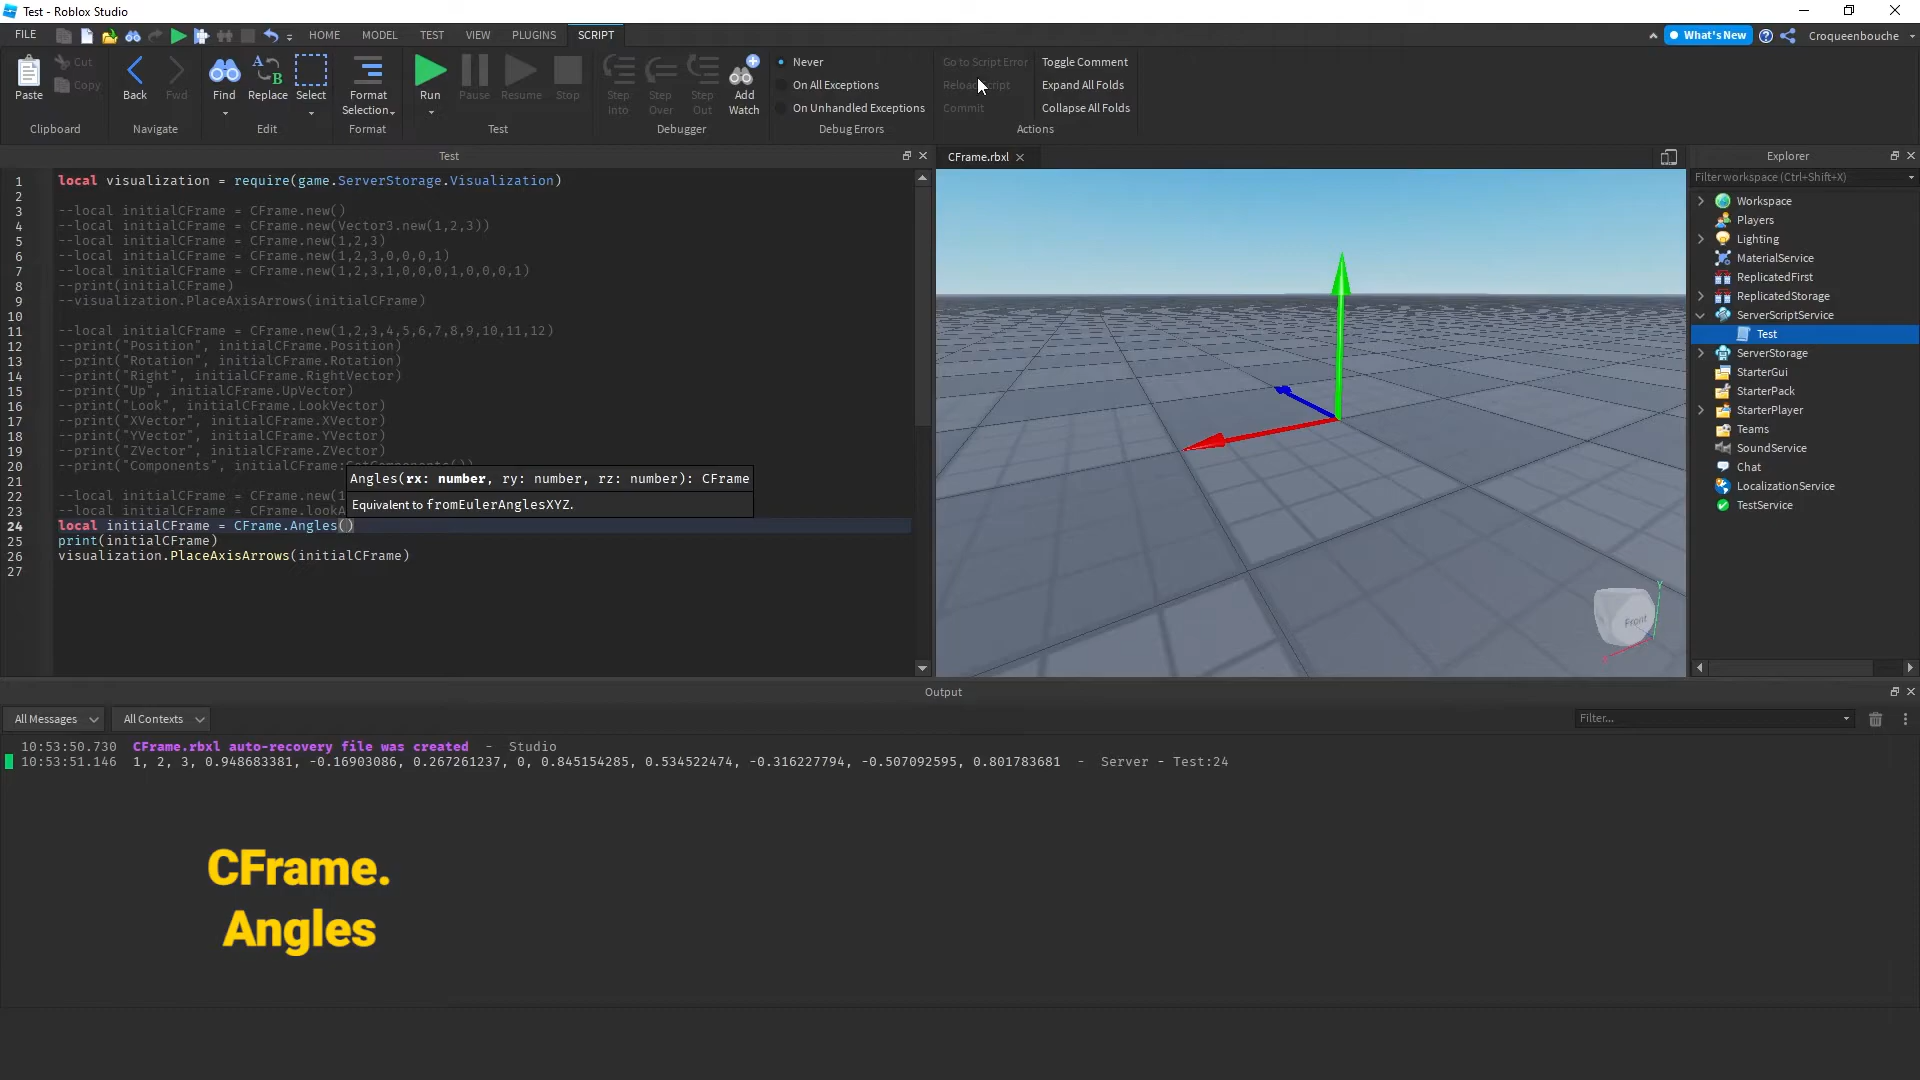 Test - Roblox Studio
FILE
HOME
MODEL
TEST
VIEW
PLUGINS
SCRIPT
What's New
Croqueenbouche
Paste
Cut
Copy
Clipboard
Back
Fwd
Navigate
Find
Replace
Select
Edit
Format
Selection
Format
Run
Pause
Resume
Stop
Test
Step
Into
Step
Over
Step
Out
Add
Watch
Debugger
Never
On All Exceptions
On Unhandled Exceptions
Debug Errors
Go to Script Error
Commit
Toggle Comment
Expand All Folds
Collapse All Folds
Actions
Test
1 local visualization = require(game.ServerStorage.Visualization)
2
3 --local initialCFrame = CFrame.new()
4 --local initialCFrame = CFrame.new(Vector3.new(1,2,3))
5 --local initialCFrame = CFrame.new(1,2,3)
6 --local initialCFrame = CFrame.new(1,2,3,0,0,0,1)
7 --local initialCFrame = CFrame.new(1,2,3,1,0,0,0,1,0,0,0,1)
8 --print(initialCFrame)
9 --visualization.PlaceAxisArrows(initialCFrame)
10
11 --local initialCFrame = CFrame.new(1,2,3,4,5,6,7,8,9,10,11,12)
12 --print("Position", initialCFrame.Position)
13 --print("Rotation", initialCFrame.Rotation)
14 --print("Right", initialCFrame.RightVector)
15 --print("Up", initialCFrame.UpVector)
16 --print("Look", initialCFrame.LookVector)
17 --print("XVector", initialCFrame.XVector)
18 --print("YVector", initialCFrame.YVector)
19 --print("ZVector", initialCFrame.ZVector)
20 --print("Components", initialCFrame:GetComponents())
Angles(rx: number, ry: number, rz: number): CFrame
Equivalent to fromEulerAnglesXYZ.
21
22 --local initialCFrame = CFrame.new(1
23 --local initialCFrame = CFrame.lookA
24 local initialCFrame = CFrame.Angles()
25 print(initialCFrame)
26 visualization.PlaceAxisArrows(initialCFrame)
27
CFrame.rbxl
Front
Y
Explorer
Filter workspace (Ctrl+Shift+X)
Workspace
Players
Lighting
MaterialService
ReplicatedFirst
ReplicatedStorage
ServerScriptService
Test
ServerStorage
StarterGui
StarterPack
StarterPlayer
Teams
SoundService
Chat
LocalizationService
TestService
Output
All Messages
All Contexts
Filter...
10:53:50.730 CFrame.rbxl auto-recovery file was created - Studio
10:53:51.146 1, 2, 3, 0.948683381, -0.16903086, 0.267261237, 0, 0.845154285, 0.534522474, -0.316227794, -0.507092595, 0.801783681 - Server - Test:24
CFrame.
Angles